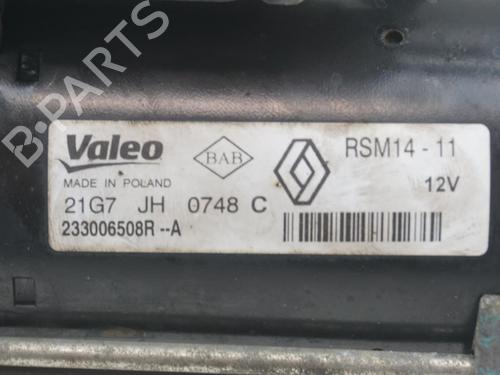 Valeo
BAB
RSM14 - 11
MADE IN POLAND
12V
21G7 JH 0748 C
233006508R --A
B-PARTS